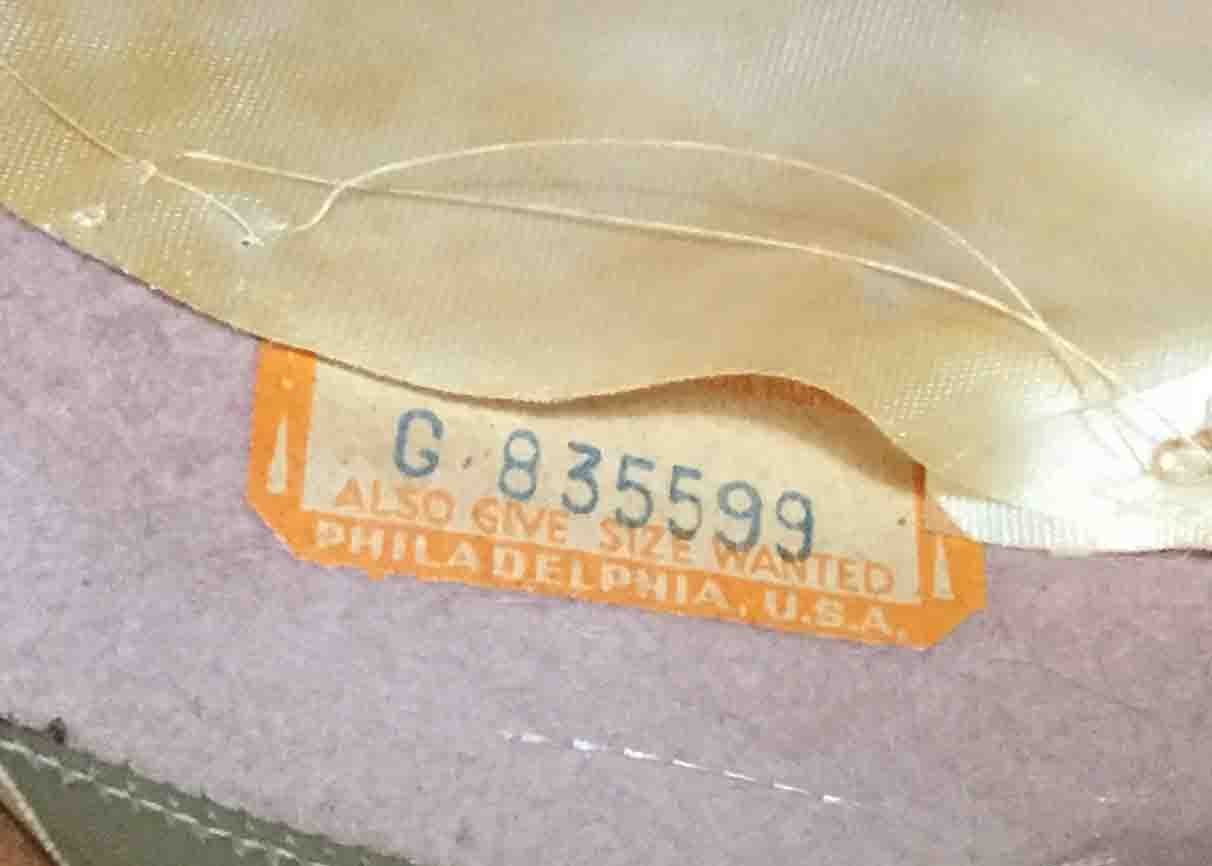 G 835599
ALSO GIVE SIZE WANTED
PHILADELPHIA, U.S.A.